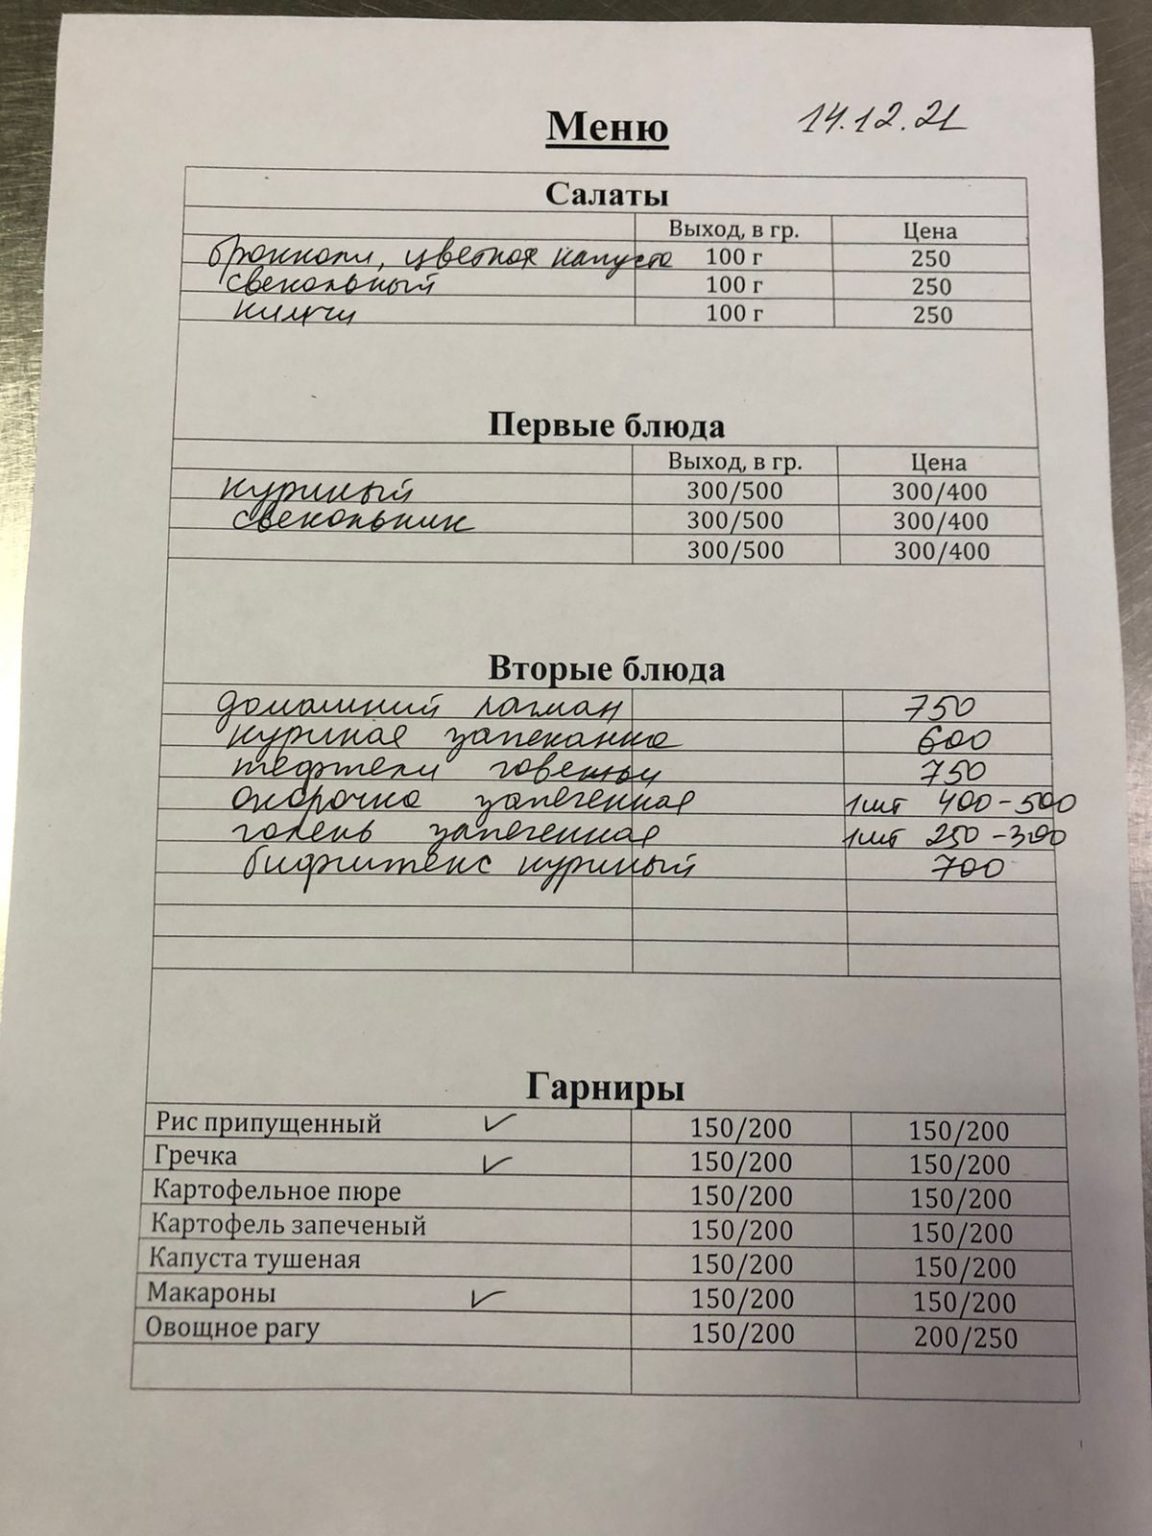 Меню 14.12.21
Салаты
Выход, в гр. Цена
брокколи, цветная капуста 100 г 250
свекольный 100 г 250
кимчи 100 г 250
Первые блюда
Выход, в гр. Цена
куриный 300/500 300/400
свекольник 300/500 300/400
300/500 300/400
Вторые блюда
домашний лагман 750
куриная запеканка 600
тефтели говяжьи 750
окорочка запеченная 1шт 400-500
голень запеченная 1шт 250-300
бифштекс куриный 700
Гарниры
Рис припущенный ✓ 150/200 150/200
Гречка ✓ 150/200 150/200
Картофельное пюре 150/200 150/200
Картофель запеченый 150/200 150/200
Капуста тушеная 150/200 150/200
Макароны ✓ 150/200 150/200
Овощное рагу 150/200 200/250